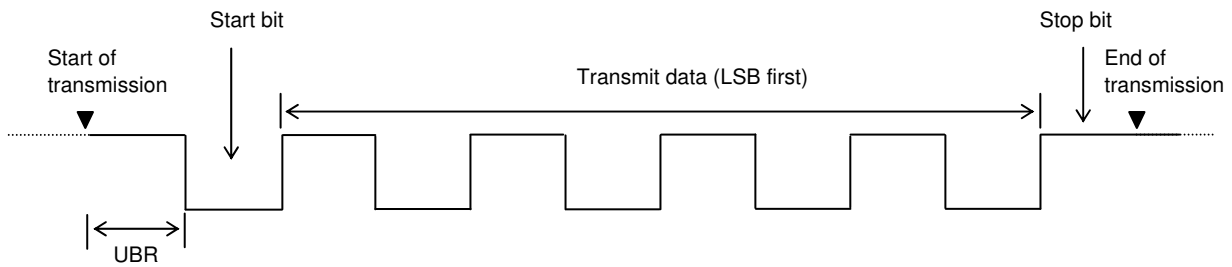 Start bit
Stop bit
Start of
transmission
End of
transmission
Transmit data (LSB first)
UBR